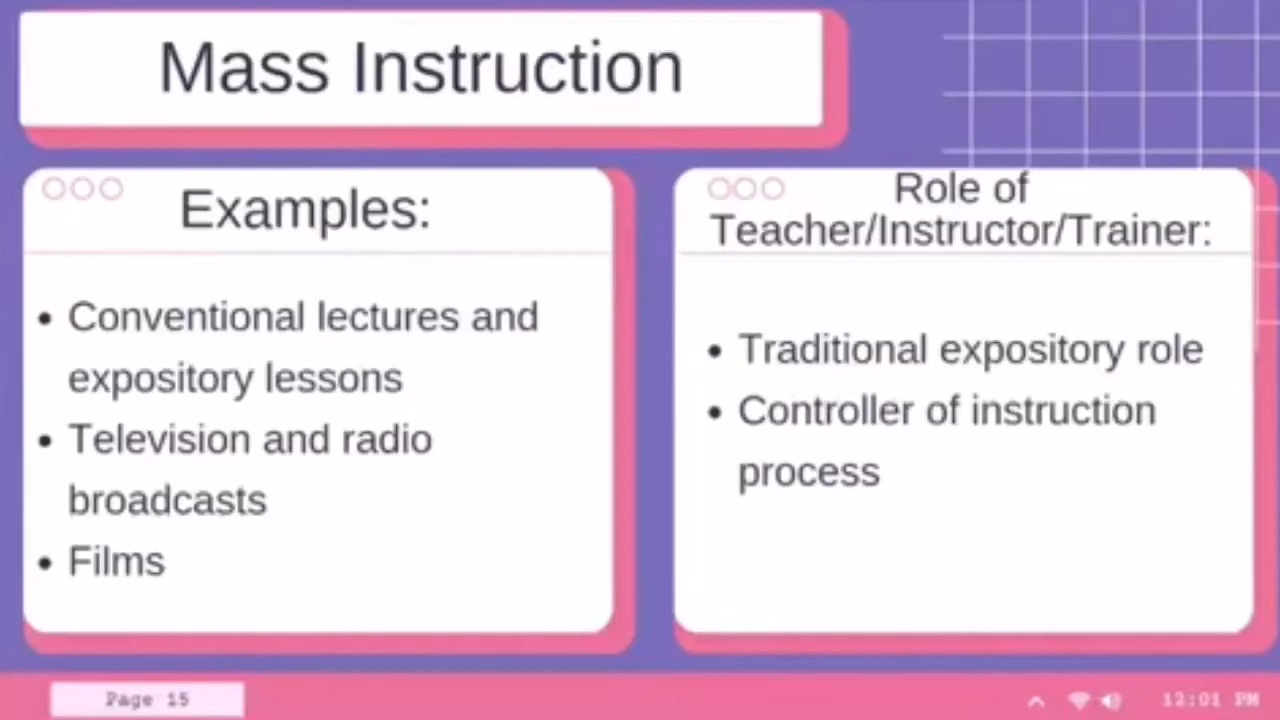 Mass Instruction
Examples:
• Conventional lectures and
expository lessons
• Television and radio
broadcasts
• Films
Role of
Teacher/Instructor/Trainer:
• Traditional expository role
• Controller of instruction
process
Page 15
12:01 PM